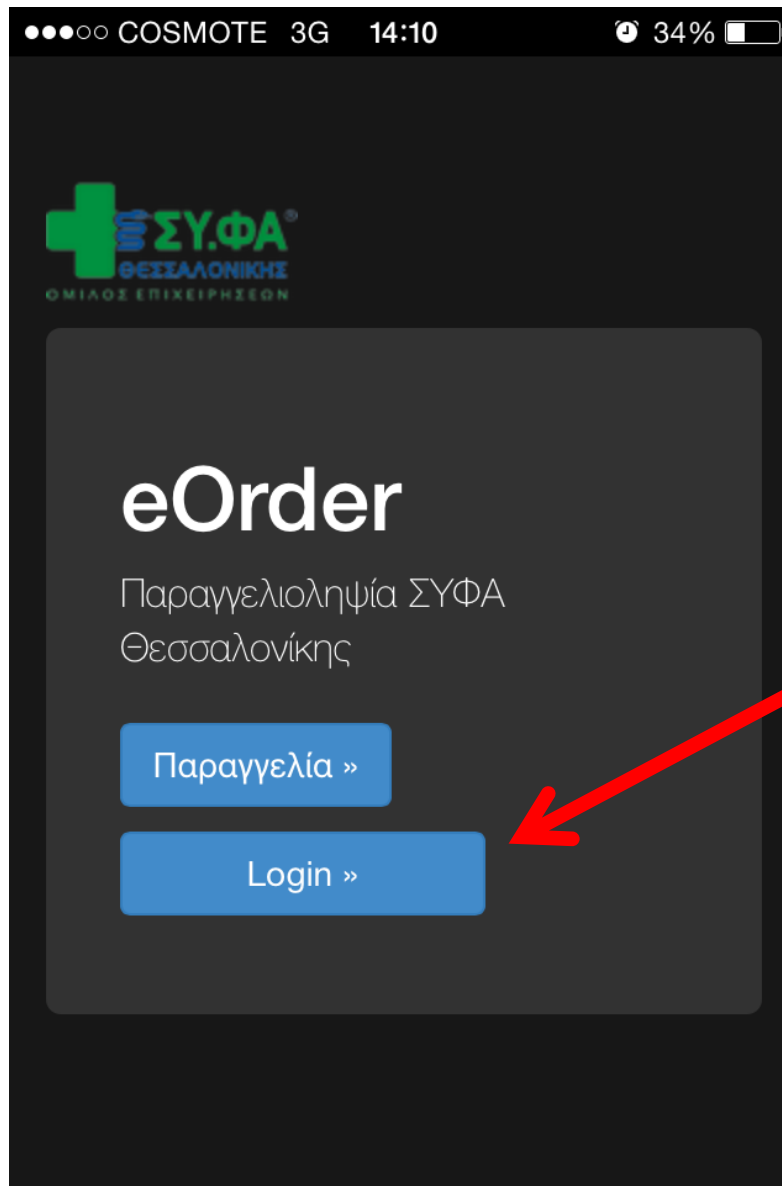 COSMOTE 3G 14:10 34%
ΣΥ.ΦΑ®
ΘΕΣΣΑΛΟΝΙΚΗΣ
ΟΜΙΛΟΣ ΕΠΙΧΕΙΡΗΣΕΩΝ
eOrder
Παραγγελιοληψία ΣΥΦΑ
Θεσσαλονίκης
Παραγγελία »
Login »